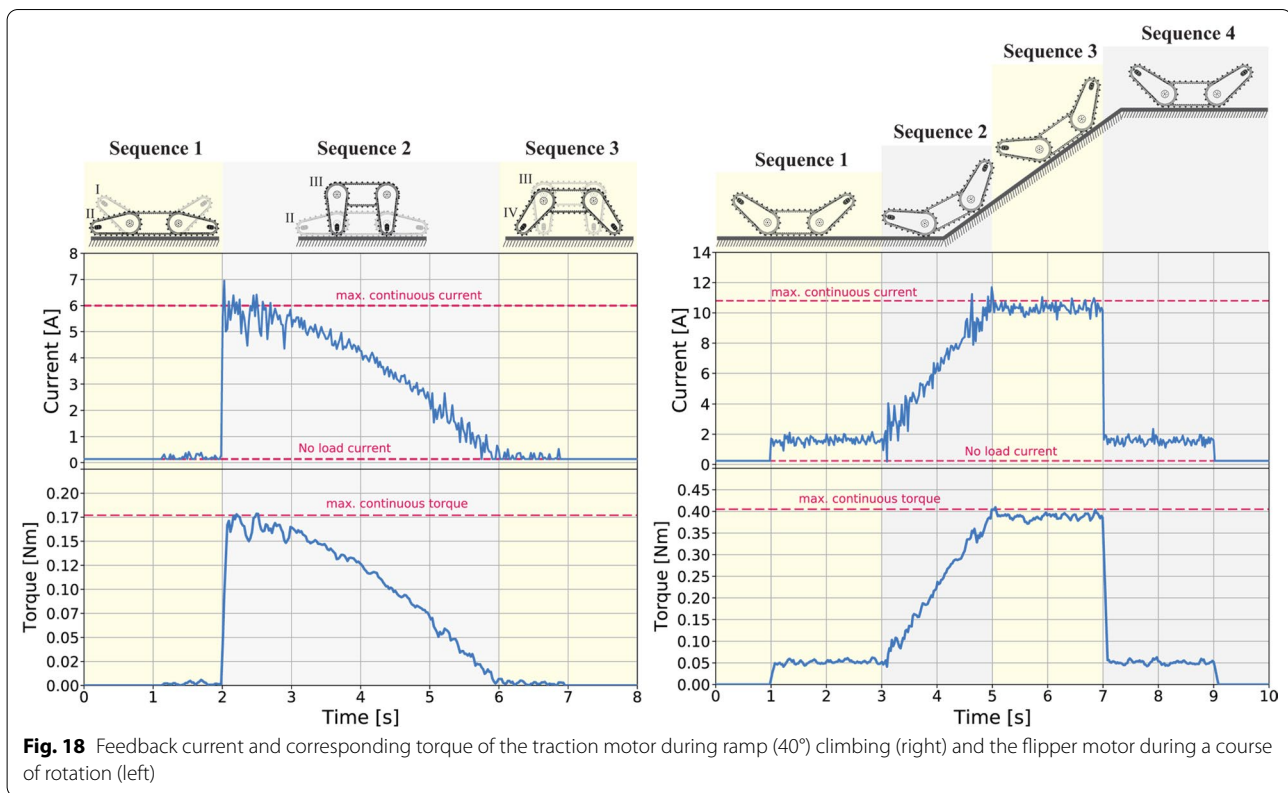 Sequence 1
Sequence 2
Sequence 3
I
II
III
II
III
IV
8
7
6
5
4
3
2
1
0
Current [A]
max. continuous current
No load current
0.20
0.17
0.15
0.12
0.10
0.07
0.05
0.02
0.00
Torque [Nm]
max. continuous torque
0 1 2 3 4 5 6 7 8
Time [s]
Sequence 1
Sequence 2
Sequence 3
Sequence 4
14
12
10
8
6
4
2
0
Current [A]
max. continuous current
No load current
0.45
0.40
0.35
0.30
0.25
0.20
0.15
0.10
0.05
0.00
Torque [Nm]
max. continuous torque
0 1 2 3 4 5 6 7 8 9 10
Time [s]
Fig. 18 Feedback current and corresponding torque of the traction motor during ramp (40°) climbing (right) and the flipper motor during a course
of rotation (left)